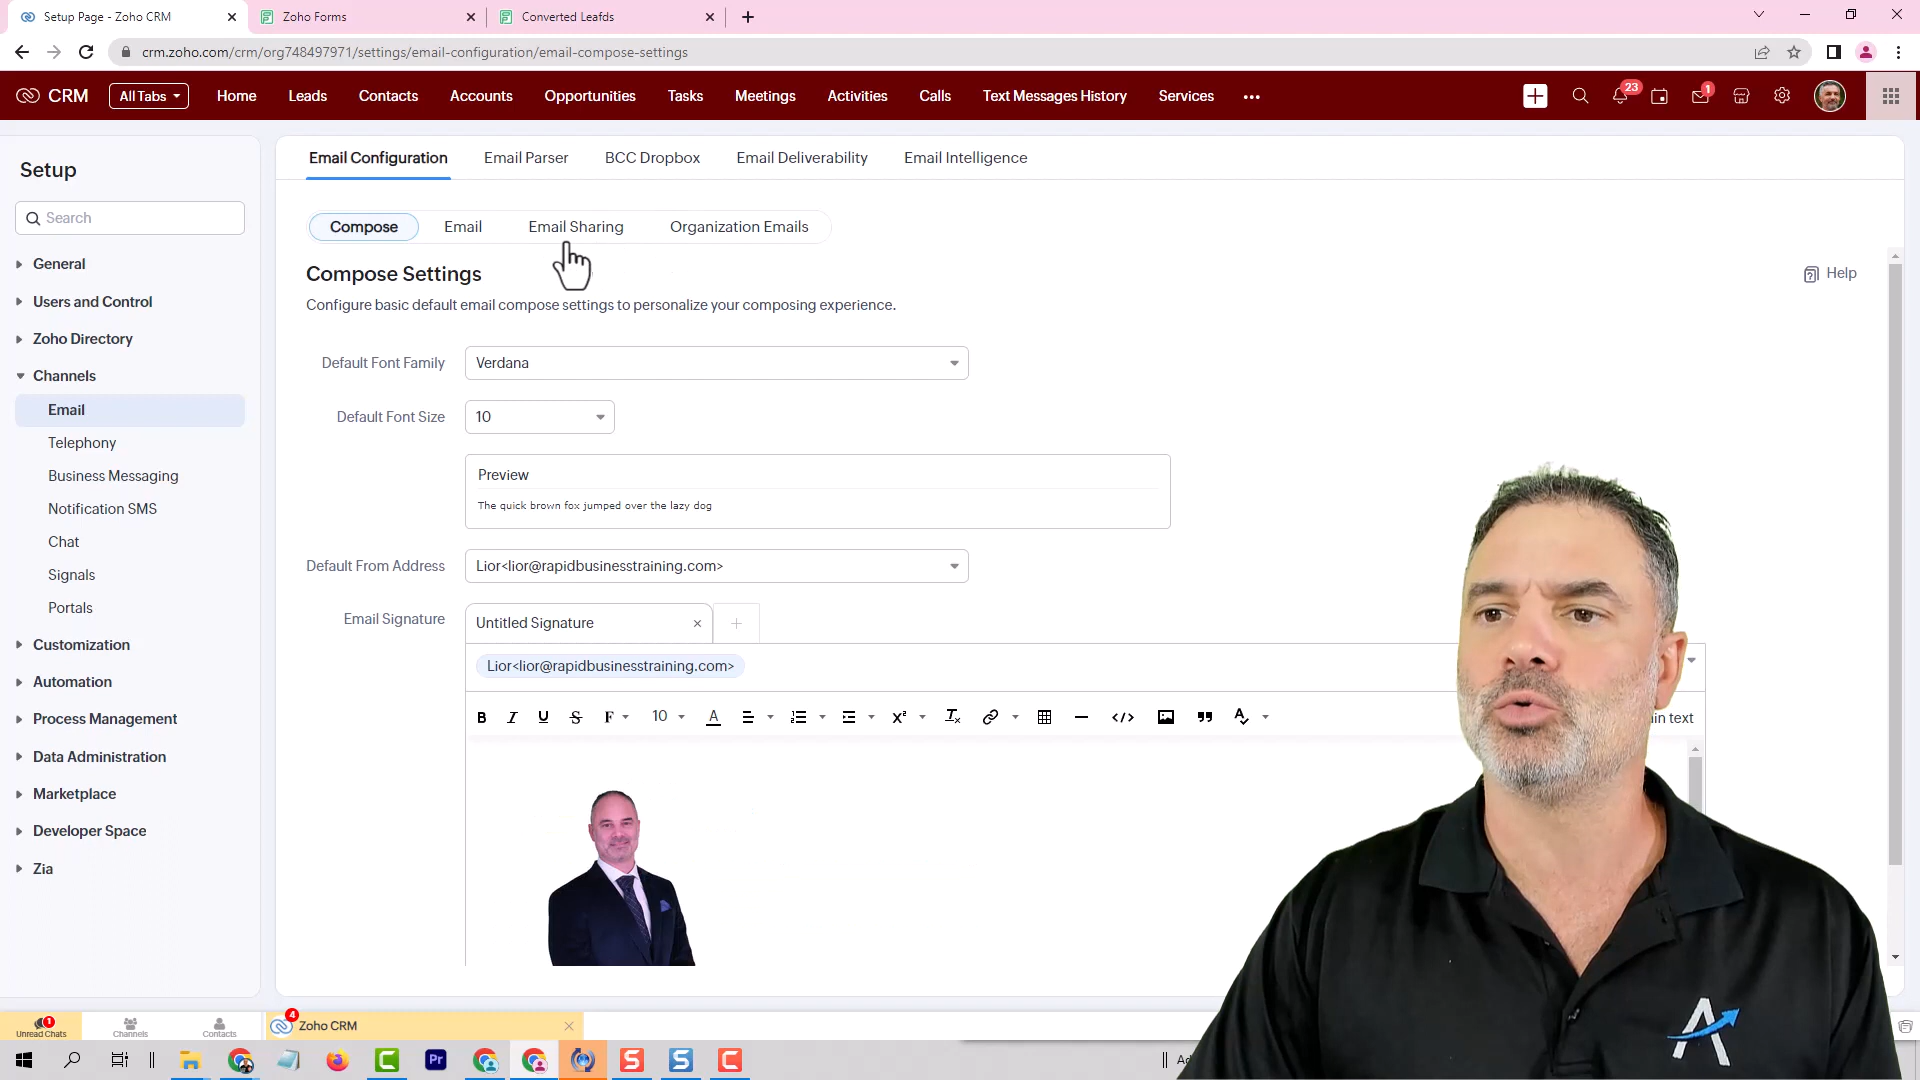 Setup Page - Zoho CRM
Zoho Forms
Converted Leafds
crm.zoho.com/crm/org748497971/settings/email-configuration/email-compose-settings
CRM
All Tabs
Home
Leads
Contacts
Accounts
Opportunities
Tasks
Meetings
Activities
Calls
Text Messages History
Services
23
1
Setup
Search
General
Users and Control
Zoho Directory
Channels
Email
Telephony
Business Messaging
Notification SMS
Chat
Signals
Portals
Customization
Automation
Process Management
Data Administration
Marketplace
Developer Space
Zia
Email Configuration
Email Parser
BCC Dropbox
Email Deliverability
Email Intelligence
Compose
Email
Email Sharing
Organization Emails
Compose Settings
Help
Configure basic default email compose settings to personalize your composing experience.
Default Font Family
Verdana
Default Font Size
10
Preview
The quick brown fox jumped over the lazy dog
Default From Address
Lior<lior@rapidbusinesstraining.com>
Email Signature
Untitled Signature
Lior<lior@rapidbusinesstraining.com>
B I U S F 10 A
text
1
Unread Chats
Channels
Contacts
4
Zoho CRM
Pr